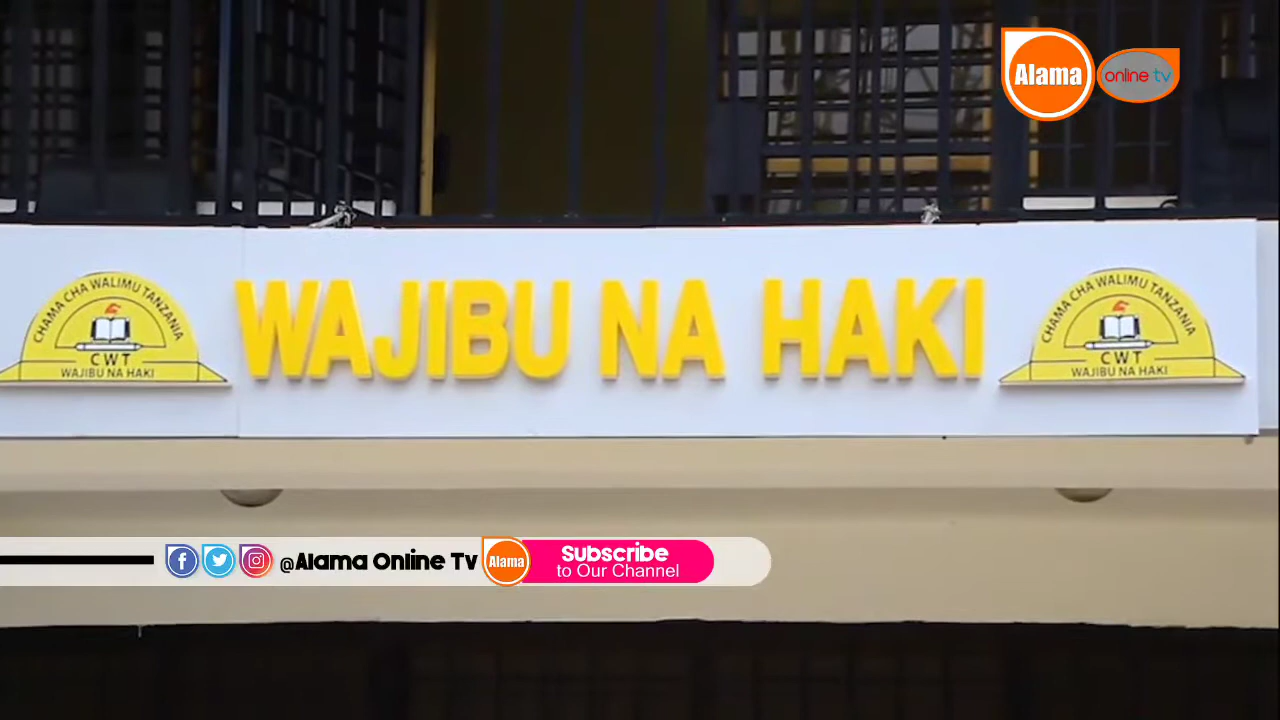 Alama
online tv
CHAMA CHA WALIMU TANZANIA
CWT
WAJIBU NA HAKI
WAJIBU NA HAKI
CHAMA CHA WALIMU TANZANIA
CWT
WAJIBU NA HAKI
@Alama Online Tv
Alama
Subscribe
to Our Channel